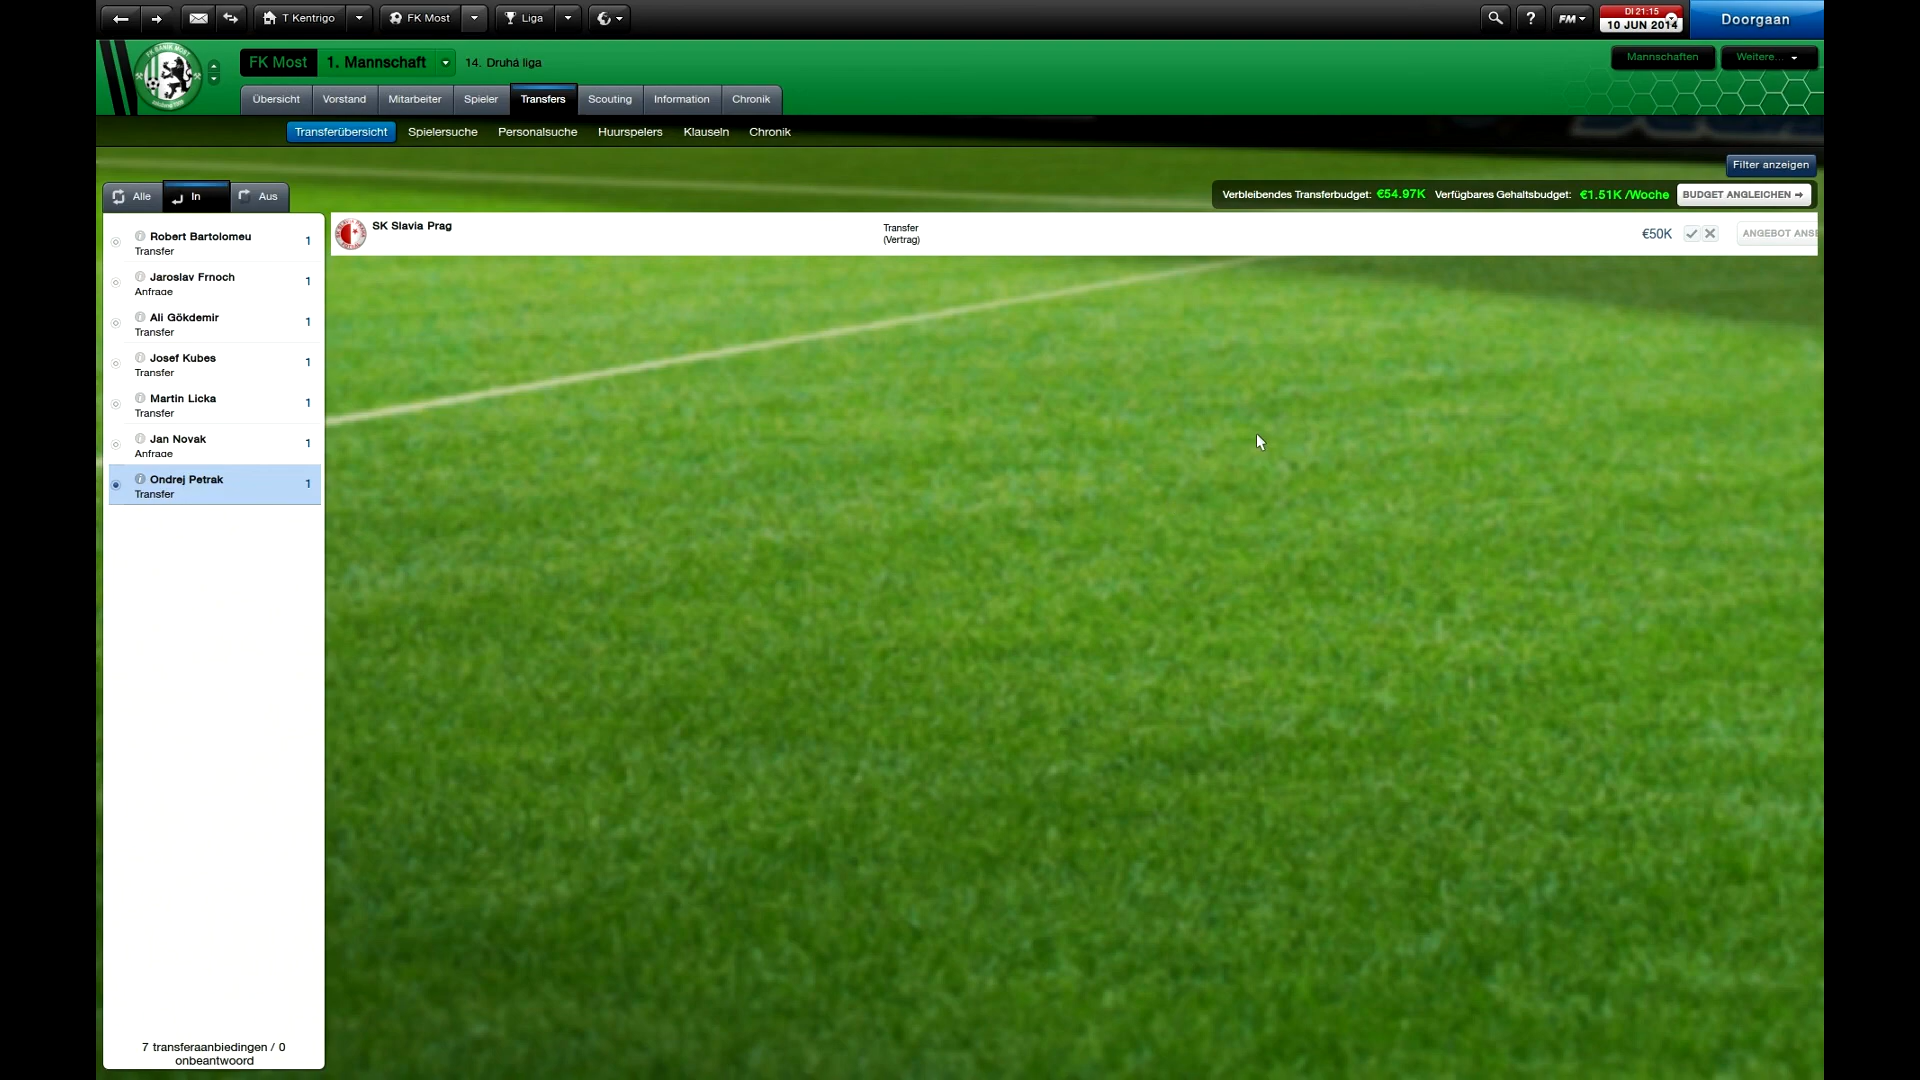 T Kentrigo
FK Most
Liga
?
FM
DI 21:15
10 JUN 2014
Doorgaan
FK Most
1. Mannschaft
14. Druhá liga
Mannschaften
Weitere...
Übersicht
Vorstand
Mitarbeiter
Spieler
Transfers
Scouting
Information
Chronik
Transferübersicht
Spielersuche
Personalsuche
Huurspelers
Klauseln
Chronik
Filter anzeigen
Alle
In
Aus
Verbleibendes Transferbudget: €54.97K Verfügbares Gehaltsbudget: €1.51K /Woche
BUDGET ANGLEICHEN
Robert Bartolomeu 1
Transfer
Jaroslav Frnoch 1
Anfrage
Ali Gökdemir 1
Transfer
Josef Kubes 1
Transfer
Martin Licka 1
Transfer
Jan Novak 1
Anfrage
Ondrej Petrak 1
Transfer
SK Slavia Prag
Transfer
(Vertrag)
€50K
ANGEBOT ANSE
7 transferaanbiedingen / 0
onbeantwoord